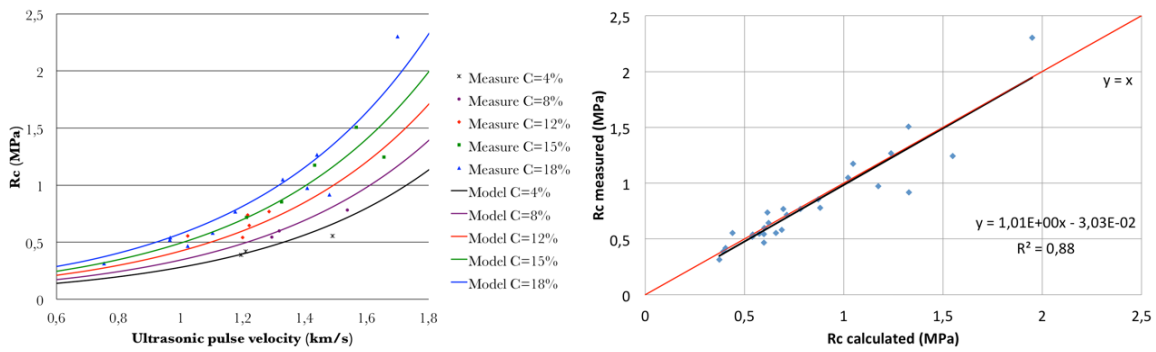 2,5
2
1,5
1
0,5
0
Rc (MPa)
0,6
0,8
1
1,2
1,4
1,6
1,8
Ultrasonic pulse velocity (km/s)
Measure C=4%
Measure C=8%
Measure C=12%
Measure C=15%
Measure C=18%
Model C=4%
Model C=8%
Model C=12%
Model C=15%
Model C=18%
2,5
2
1,5
1
0,5
0
Rc measured (MPa)
y = x
y = 1,01E+00x - 3,03E-02
R² = 0,88
0
0,5
1
1,5
2
2,5
Rc calculated (MPa)